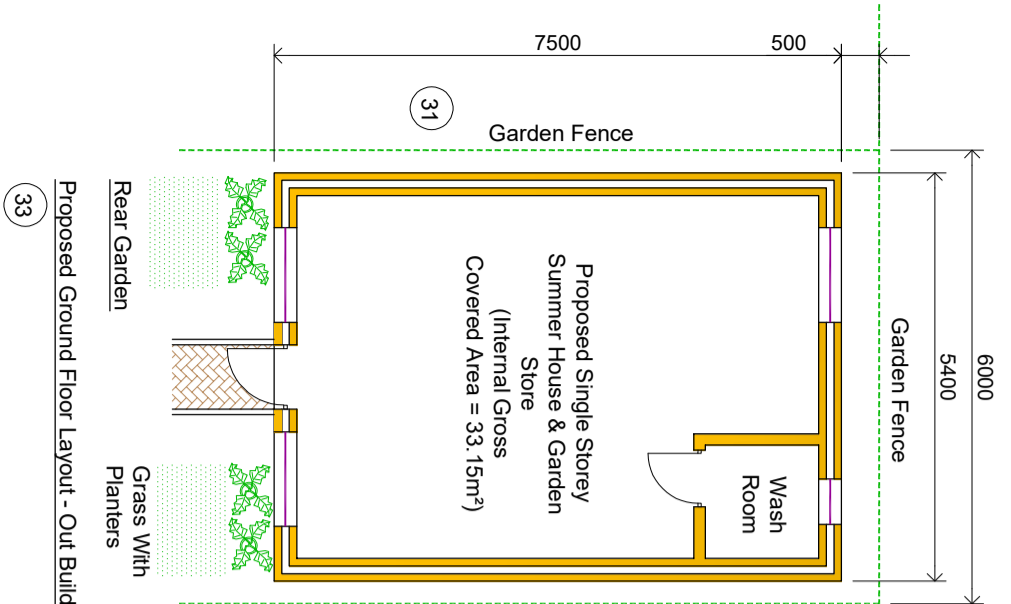 7500
500
31
Garden Fence
6000
5400
Garden Fence
Proposed Single Storey
Summer House & Garden
Store
(Internal Gross
Covered Area = 33.15m²)
Wash
Room
Rear Garden
Grass With
Planters
Proposed Ground Floor Layout - Out Build
33